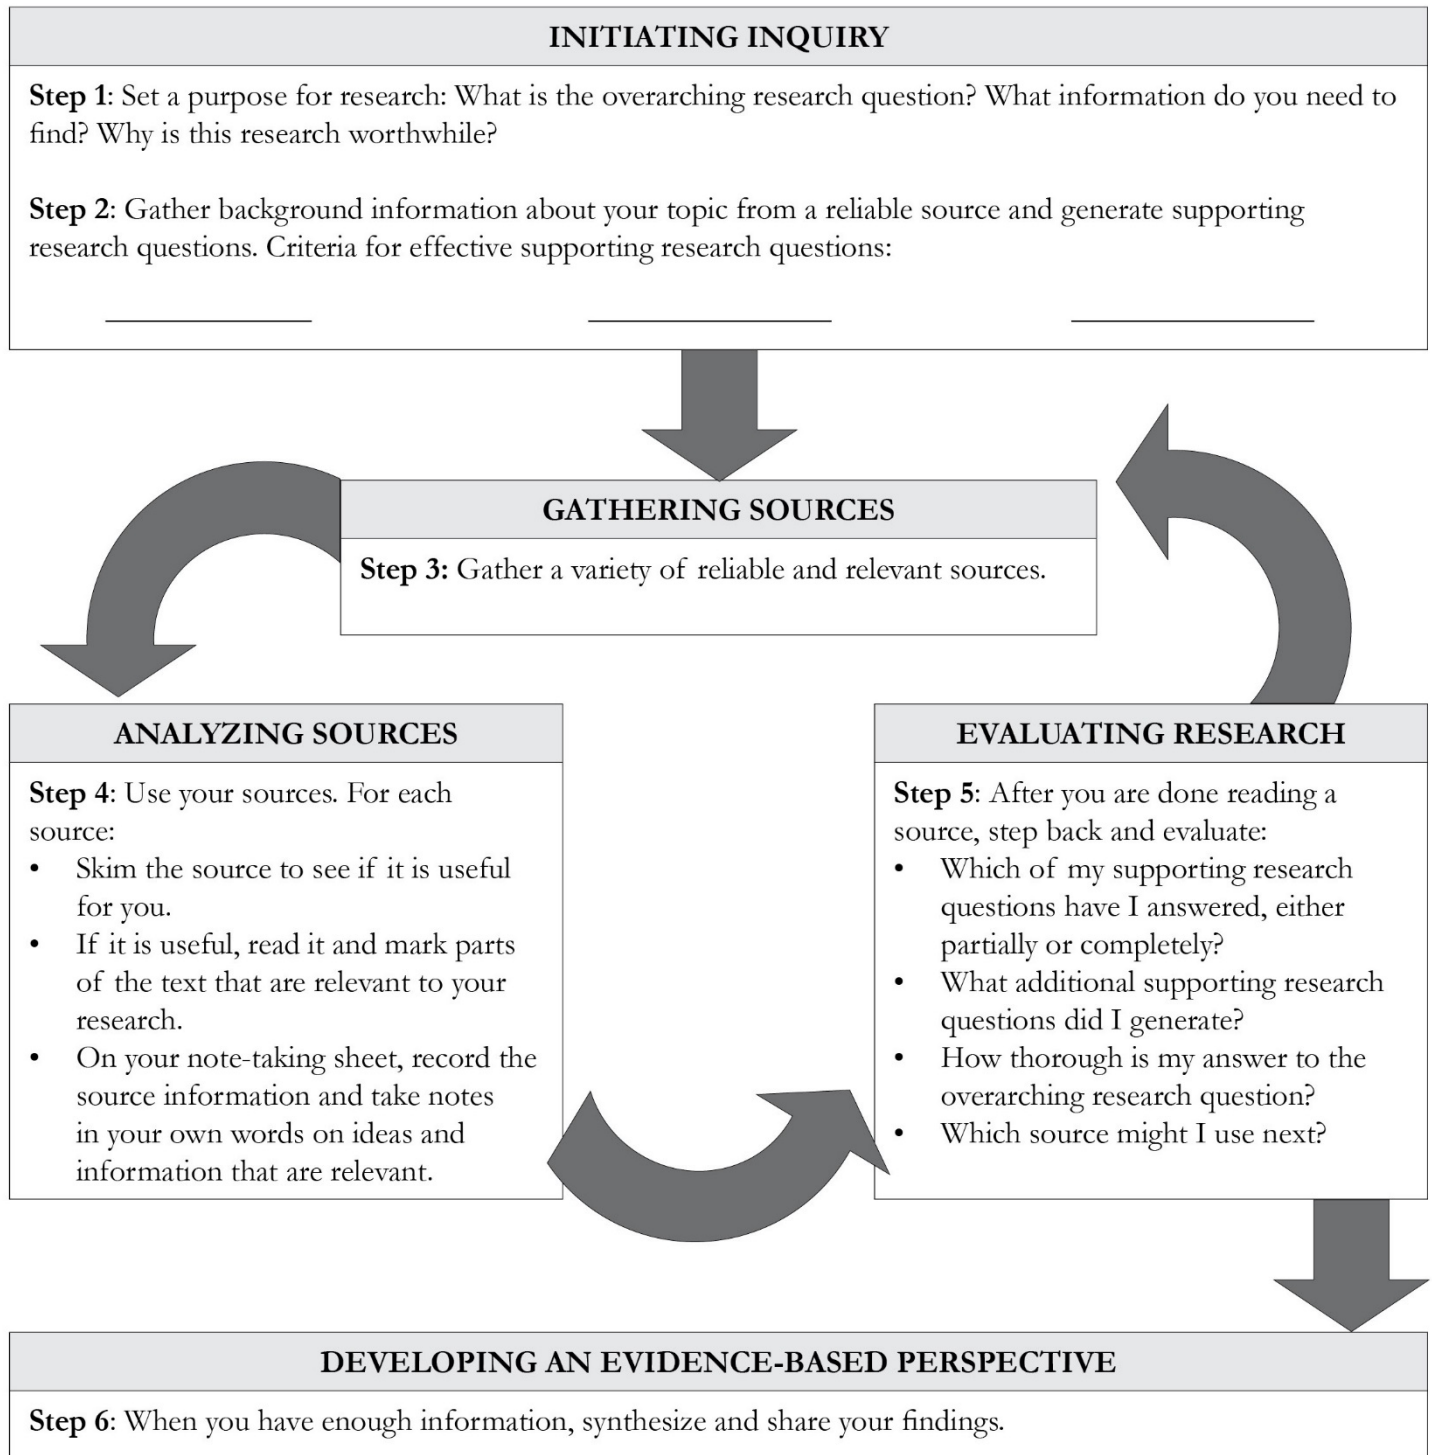 INITIATING INQUIRY
Step 1: Set a purpose for research: What is the overarching research question? What information do you need to
find? Why is this research worthwhile?
Step 2: Gather background information about your topic from a reliable source and generate supporting
research questions. Criteria for effective supporting research questions:
GATHERING SOURCES
Step 3: Gather a variety of reliable and relevant sources.
ANALYZING SOURCES
Step 4: Use your sources. For each
source:
• Skim the source to see if it is useful
for you.
• If it is useful, read it and mark parts
of the text that are relevant to your
research.
• On your note-taking sheet, record the
source information and take notes
in your own words on ideas and
information that are relevant.
EVALUATING RESEARCH
Step 5: After you are done reading a
source, step back and evaluate:
• Which of my supporting research
questions have I answered, either
partially or completely?
• What additional supporting research
questions did I generate?
• How thorough is my answer to the
overarching research question?
• Which source might I use next?
DEVELOPING AN EVIDENCE-BASED PERSPECTIVE
Step 6: When you have enough information, synthesize and share your findings.